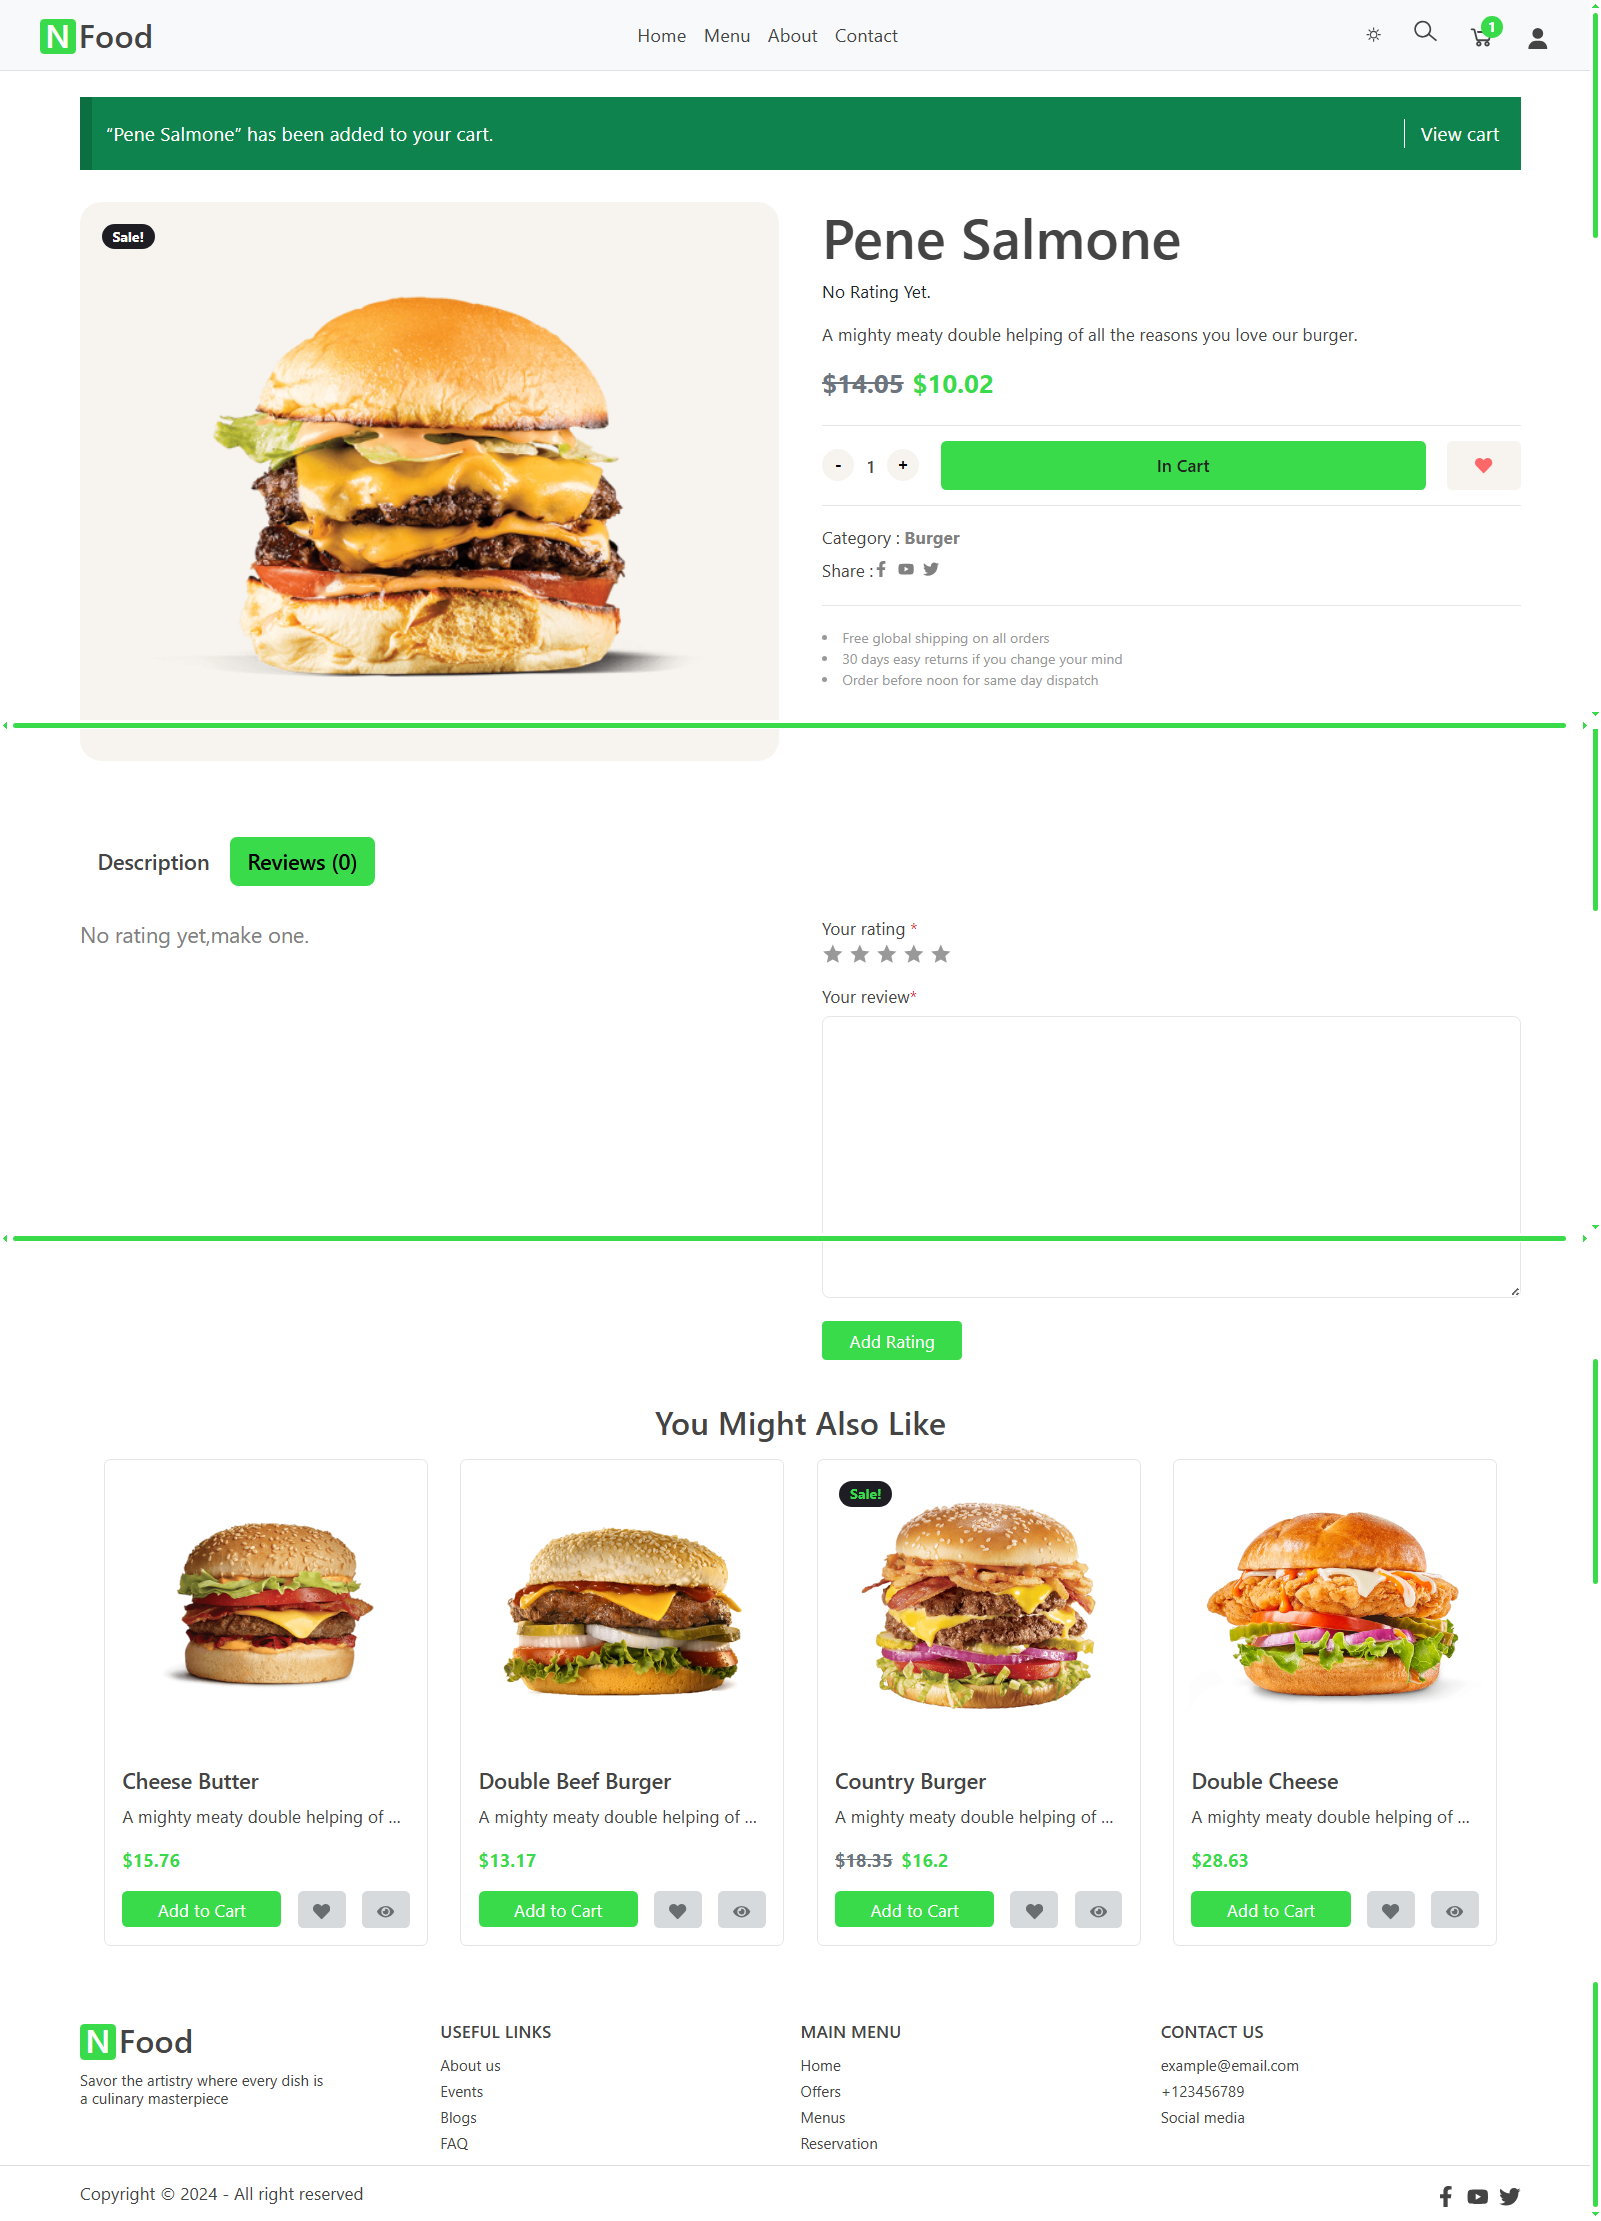 N Food
Home Menu About Contact
1
“Pene Salmone” has been added to your cart.
View cart
Sale!
Pene Salmone
No Rating Yet.
A mighty meaty double helping of all the reasons you love our burger.
$14.05 $10.02
- 1 +
In Cart
Category : Burger
Share :
Free global shipping on all orders
30 days easy returns if you change your mind
Order before noon for same day dispatch
Description
Reviews (0)
No rating yet,make one.
Your rating *
Your review*
Add Rating
You Might Also Like
Cheese Butter
A mighty meaty double helping of ...
$15.76
Add to Cart
Double Beef Burger
A mighty meaty double helping of ...
$13.17
Add to Cart
Sale!
Country Burger
A mighty meaty double helping of ...
$18.35 $16.2
Add to Cart
Double Cheese
A mighty meaty double helping of ...
$28.63
Add to Cart
N Food
Savor the artistry where every dish is
a culinary masterpiece
USEFUL LINKS
About us
Events
Blogs
FAQ
MAIN MENU
Home
Offers
Menus
Reservation
CONTACT US
example@email.com
+123456789
Social media
Copyright © 2024 - All right reserved